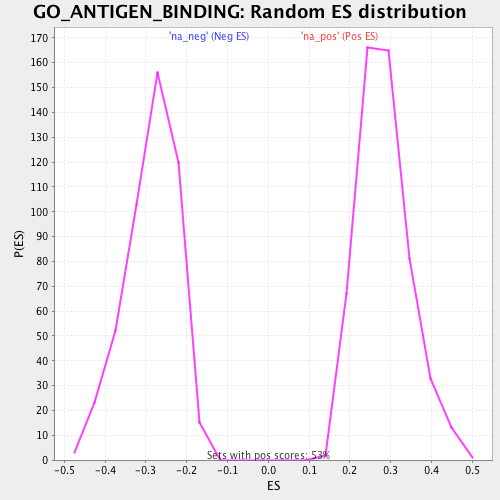 GO_ANTIGEN_BINDING: Random ES distribution
'na_neg' (Neg ES)
'na_pos' (Pos ES)
170
160
150
140
130
120
110
100
90
80
70
60
50
40
30
20
10
0
P(ES)
Sets with pos scores: 53%
-0.5 -0.4 -0.3 -0.2 -0.1 0.0 0.1 0.2 0.3 0.4 0.5
ES